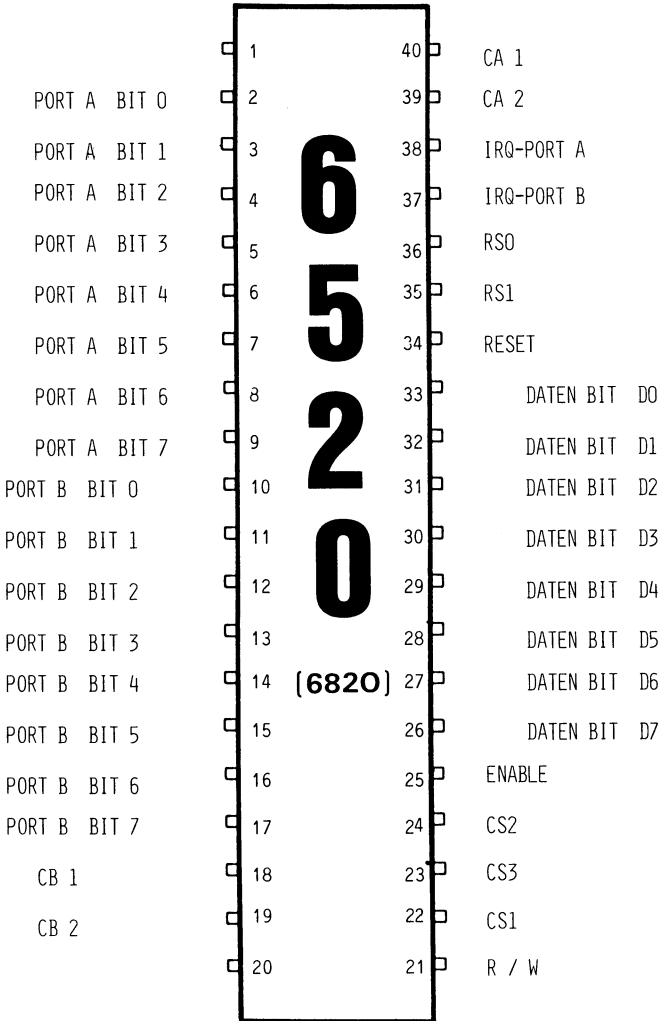 1 40 CA 1
PORT A BIT 0 2 39 CA 2
PORT A BIT 1 3 38 IRQ-PORT A
PORT A BIT 2 4 37 IRQ-PORT B
PORT A BIT 3 5 36 RS0
PORT A BIT 4 6 35 RS1
PORT A BIT 5 7 34 RESET
PORT A BIT 6 8 33 DATEN BIT D0
PORT A BIT 7 9 32 DATEN BIT D1
PORT B BIT 0 10 31 DATEN BIT D2
PORT B BIT 1 11 30 DATEN BIT D3
PORT B BIT 2 12 29 DATEN BIT D4
PORT B BIT 3 13 28 DATEN BIT D5
PORT B BIT 4 14 27 DATEN BIT D6
PORT B BIT 5 15 26 DATEN BIT D7
PORT B BIT 6 16 25 ENABLE
PORT B BIT 7 17 24 CS2
CB 1 18 23 CS3
CB 2 19 22 CS1
20 21 R / W
6
5
2
0
(6820)